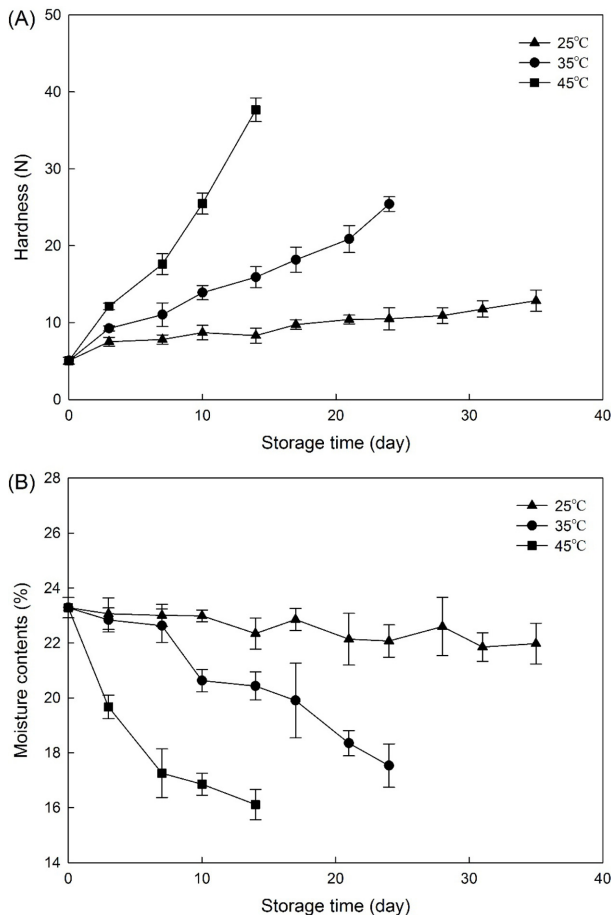 (A)
50
40
30
20
10
0
Hardness (N)
25℃
35℃
45℃
0 10 20 30 40
Storage time (day)
(B)
28
26
24
22
20
18
16
14
Moisture contents (%)
25℃
35℃
45℃
0 10 20 30 40
Storage time (day)